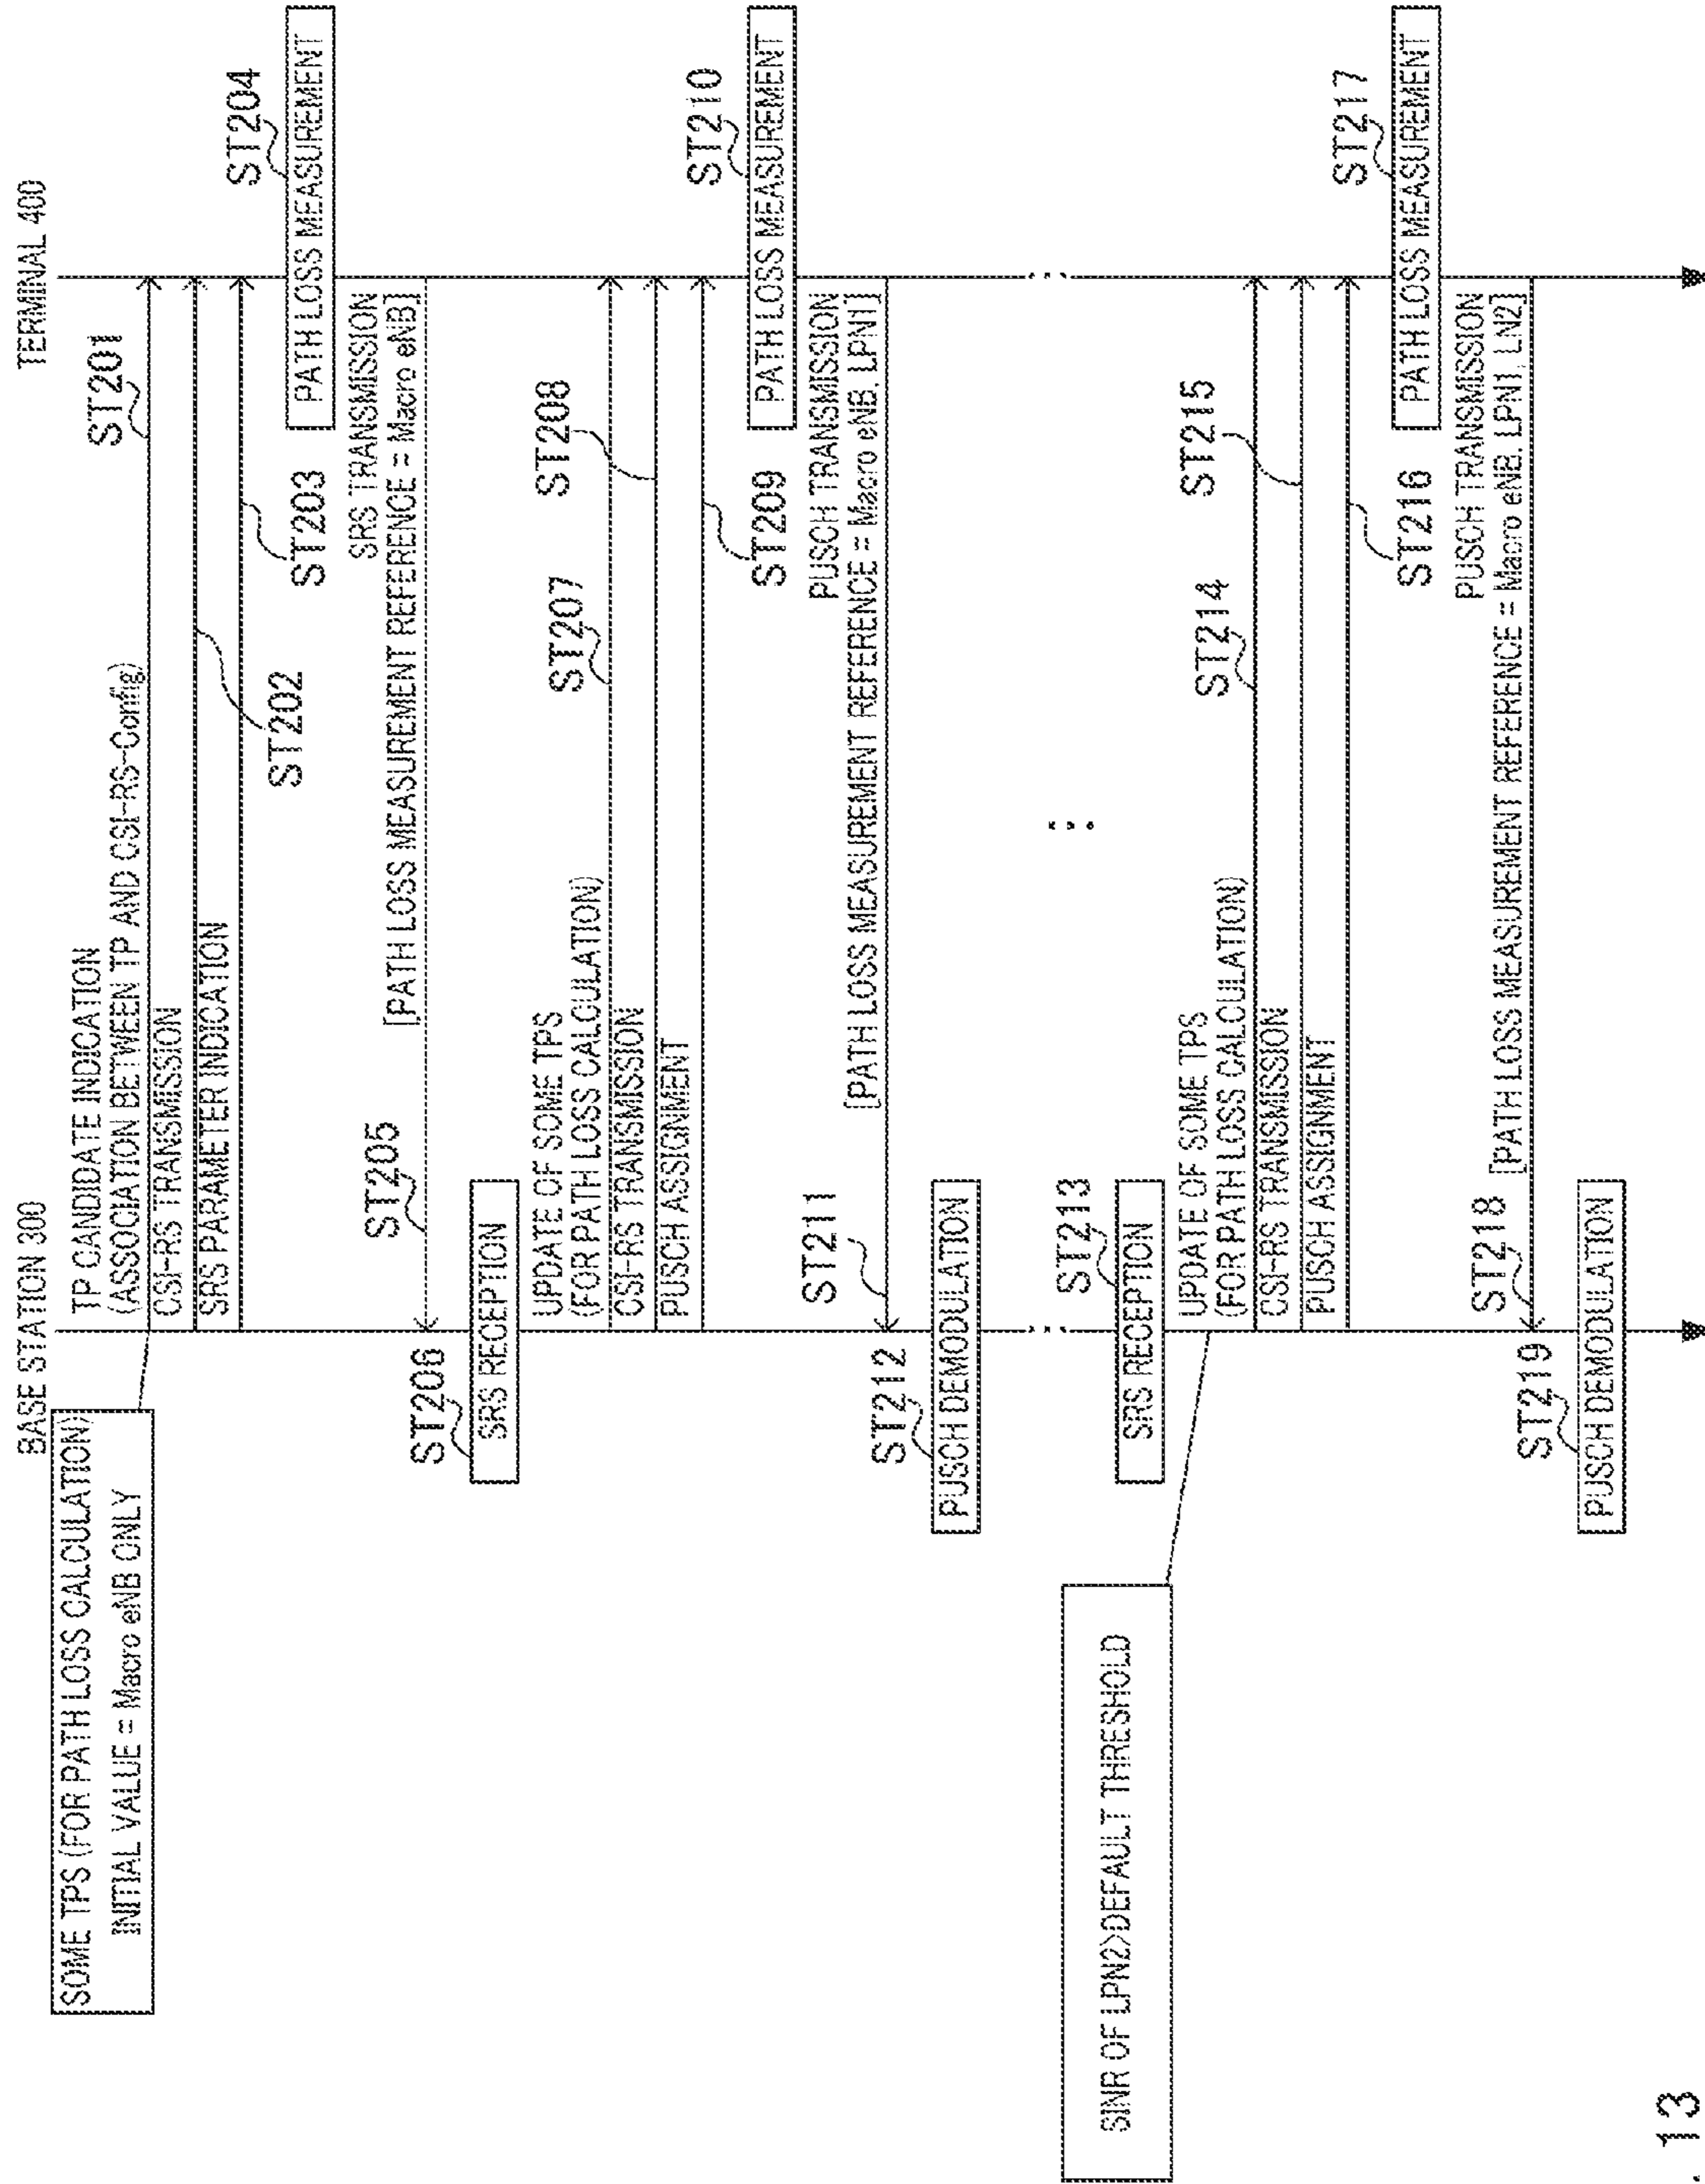 BASE STATION 300
TERMINAL 400
SOME TPS (FOR PATH LOSS CALCULATION)
INITIAL VALUE = Macro eNB ONLY
TP CANDIDATE INDICATION
(ASSOCIATION BETWEEN TP AND CSI-RS-Config)
ST201
CSI-RS TRANSMISSION
ST202
SRS PARAMETER INDICATION
ST203
ST204
PATH LOSS MEASUREMENT
SRS TRANSMISSION
[PATH LOSS MEASUREMENT REFERENCE = Macro eNB]
ST205
ST206
SRS RECEPTION
UPDATE OF SOME TPS
(FOR PATH LOSS CALCULATION)
ST207
CSI-RS TRANSMISSION
ST208
PUSCH ASSIGNMENT
ST209
ST210
PATH LOSS MEASUREMENT
PUSCH TRANSMISSION
[PATH LOSS MEASUREMENT REFERENCE = Macro eNB, LPN1]
ST211
ST212
PUSCH DEMODULATION
ST213
SRS RECEPTION
SINR OF LPN2>DEFAULT THRESHOLD
UPDATE OF SOME TPS
(FOR PATH LOSS CALCULATION)
ST214
CSI-RS TRANSMISSION
ST215
PUSCH ASSIGNMENT
ST216
ST217
PATH LOSS MEASUREMENT
PUSCH TRANSMISSION
[PATH LOSS MEASUREMENT REFERENCE = Macro eNB, LPN1, LN2]
ST218
ST219
PUSCH DEMODULATION
. 13